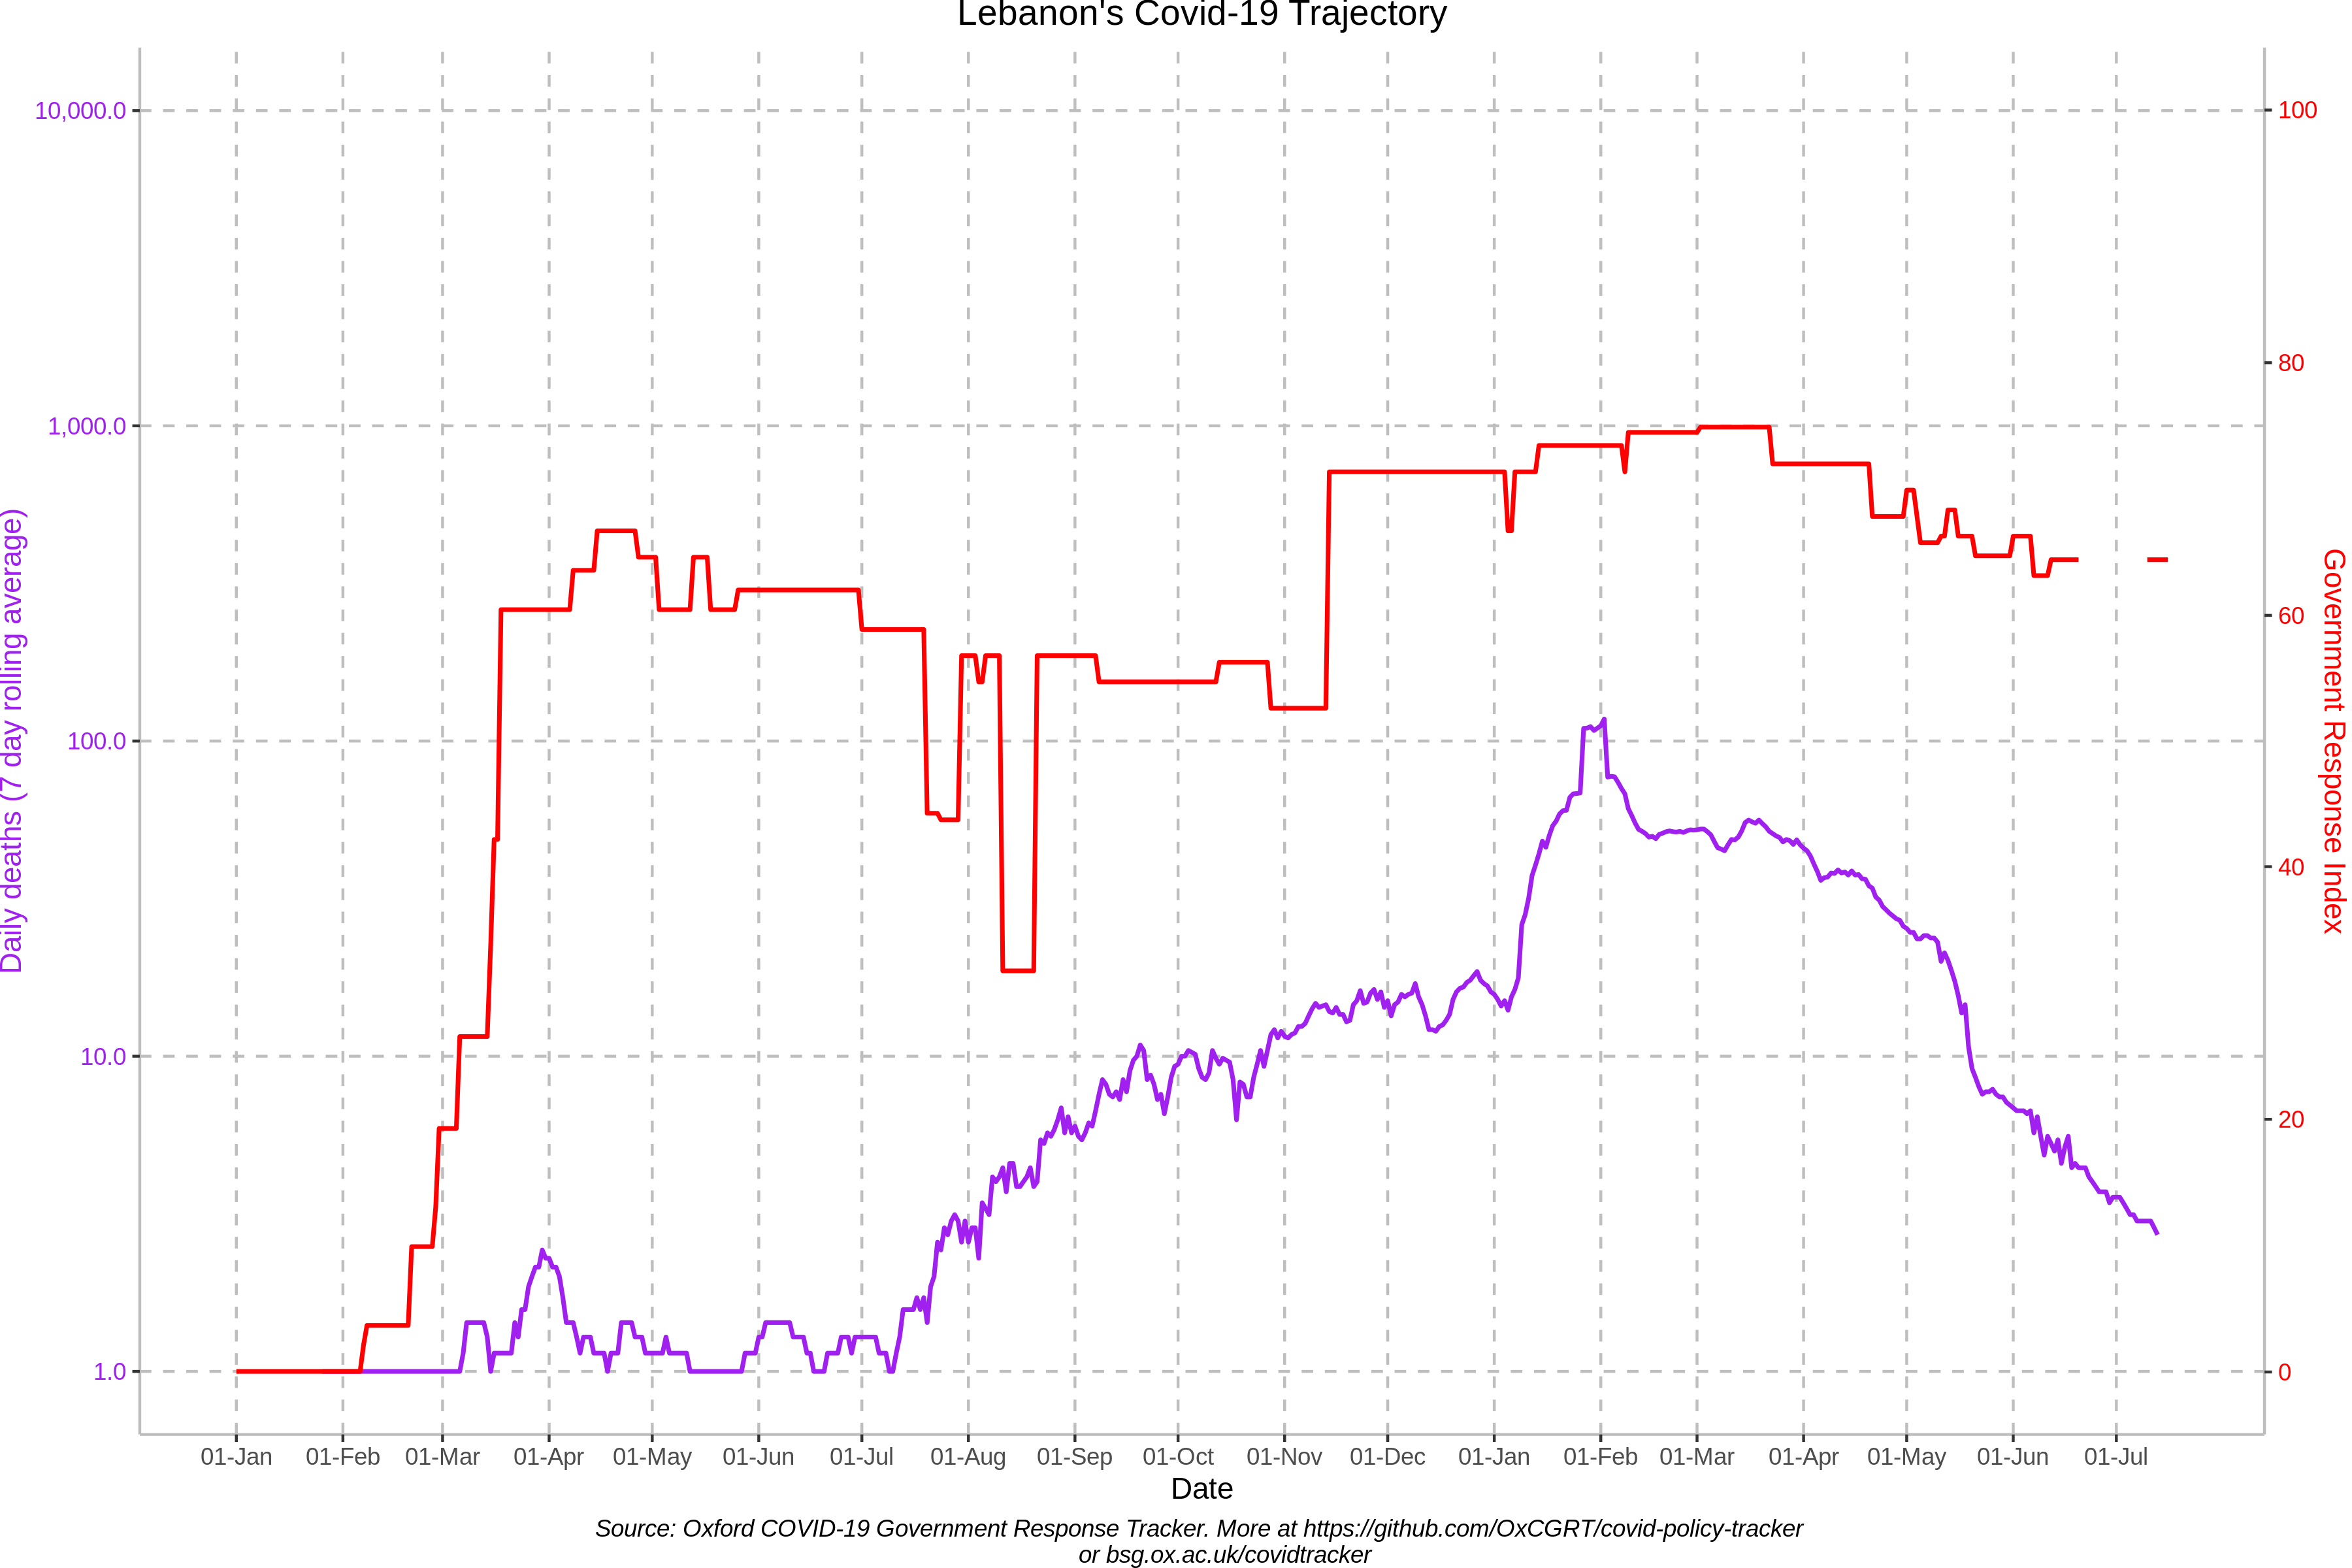 Lebanon's Covid-19 Trajectory
10,000.0
1,000.0
100.0
10.0
1.0
Daily deaths (7 day rolling average)
100
80
60
40
20
0
Government Response Index
01-Jan 01-Feb 01-Mar 01-Apr 01-May 01-Jun 01-Jul 01-Aug 01-Sep 01-Oct 01-Nov 01-Dec 01-Jan 01-Feb 01-Mar 01-Apr 01-May 01-Jun 01-Jul
Date
Source: Oxford COVID-19 Government Response Tracker. More at https://github.com/OxCGRT/covid-policy-tracker
or bsg.ox.ac.uk/covidtracker